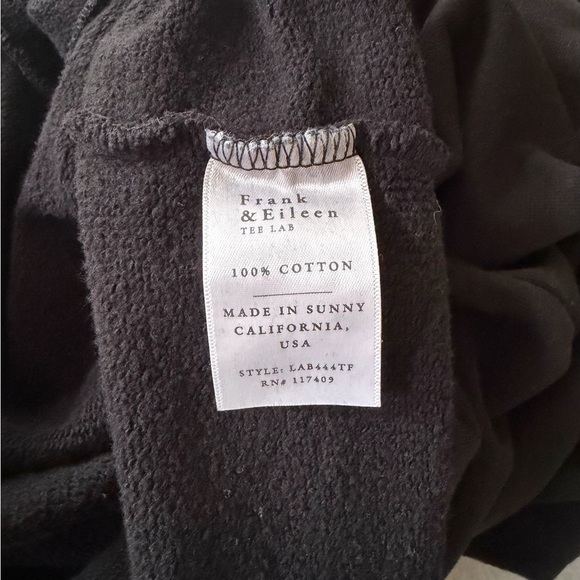 Frank
& Eileen
TEE LAB
100% COTTON
MADE IN SUNNY
CALIFORNIA,
USA
STYLE: LAB444TF
RN# 117409